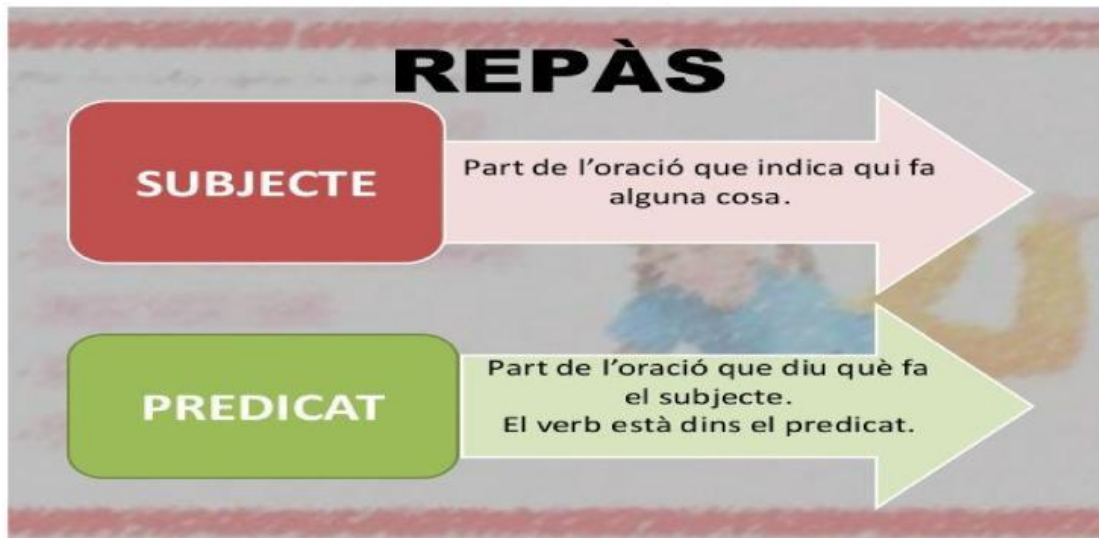 REPÀS
SUBJECTE
Part de l'oració que indica qui fa
alguna cosa.
PREDICAT
Part de l'oració que diu què fa
el subjecte.
El verb està dins el predicat.